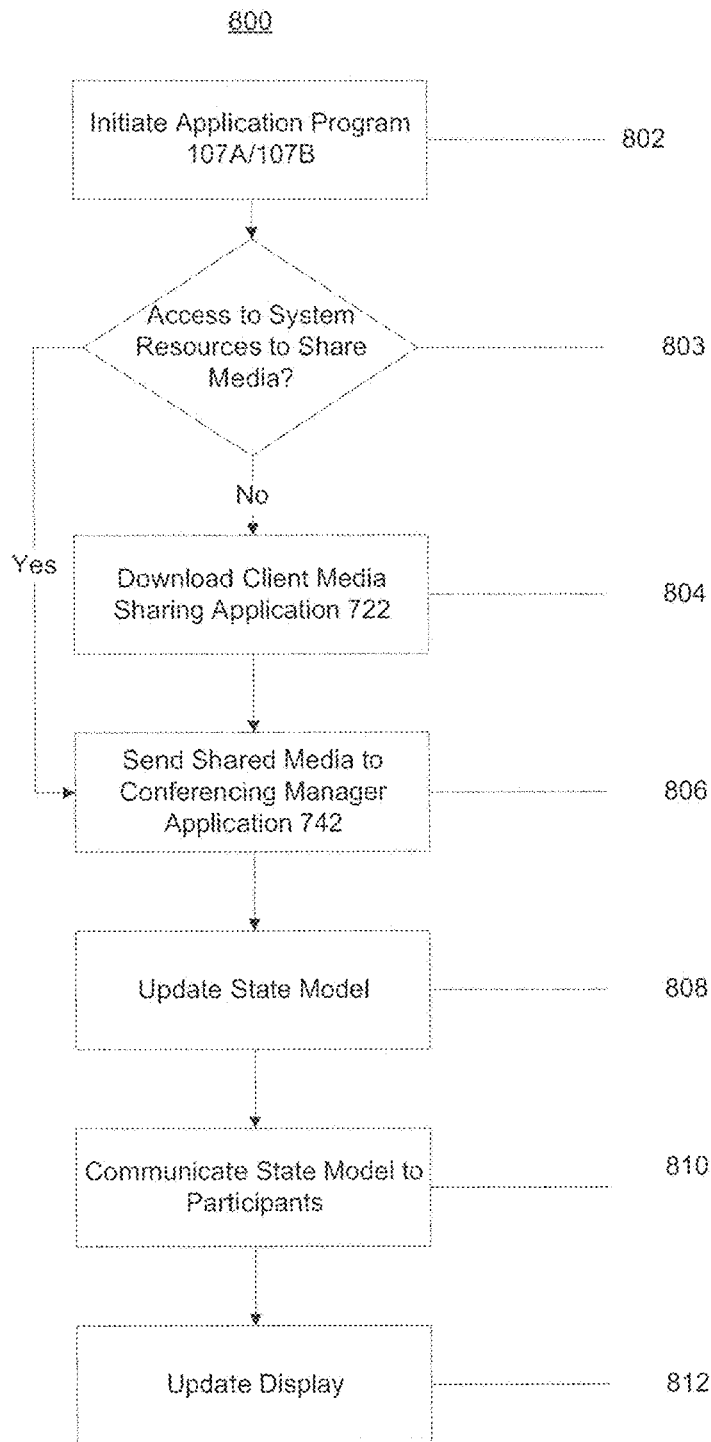 800
Initiate Application Program
107A/107B
802
Access to System
Resources to Share
Media?
803
No
Yes
Download Client Media
Sharing Application 722
804
Send Shared Media to
Conferencing Manager
Application 742
806
Update State Model
808
Communicate State Model to
Participants
810
Update Display
812